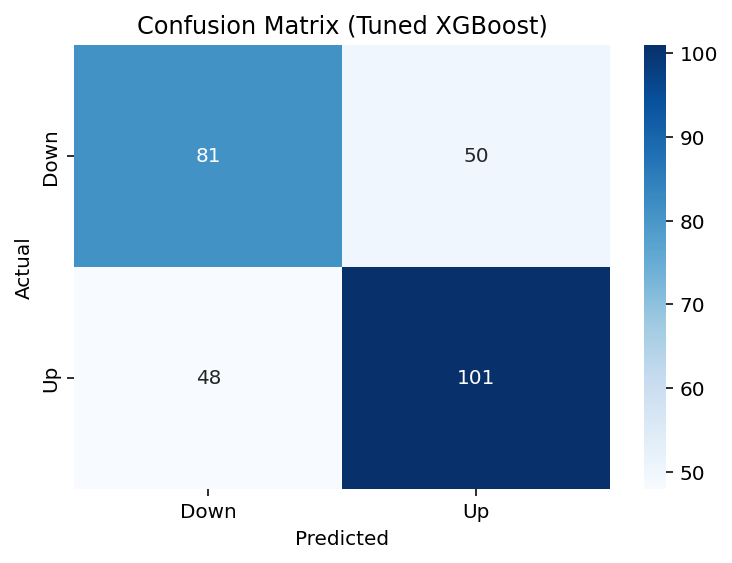 Confusion Matrix (Tuned XGBoost)
Down
81
50
Actual
Up
48
101
Down
Up
Predicted
100
90
80
70
60
50